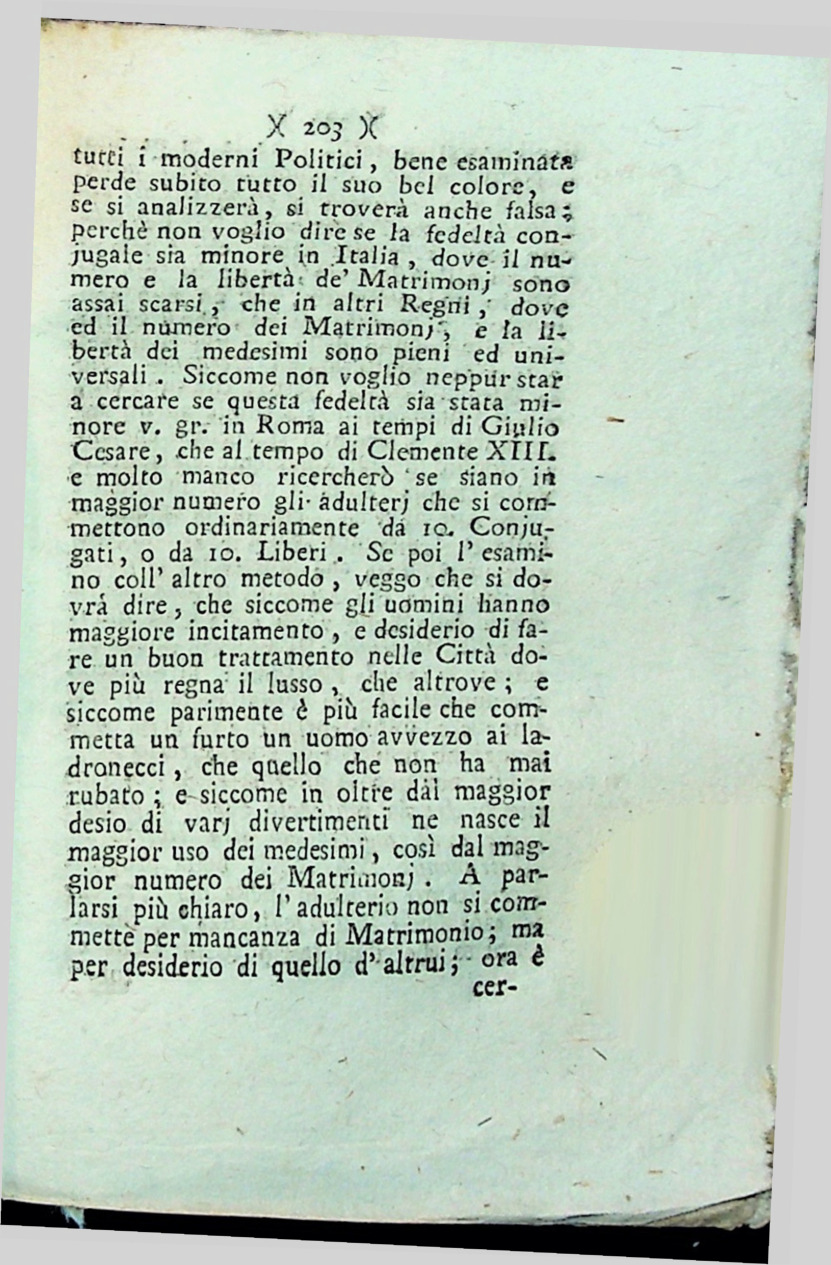 )( 203 )(
tutti i moderni Politici, bene esaminata
perde subito tutto il suo bel colore, e
se si analizzerà, si troverà anche falsa;
perchè non voglio dire se la fedeltà con-
jugale sia minore in Italia, dove il nu-
mero e la libertà de' Matrimonj sono
assai scarsi, che in altri Regni, dove
ed il numero dei Matrimonj, e la li-
bertà dei medesimi sono pieni ed uni-
versali. Siccome non voglio neppur star
a cercare se questa fedeltà sia stata mi-
nore v. gr. in Roma ai tempi di Giulio
Cesare, che al tempo di Clemente XIII.
e molto manco ricercherò se siano in
maggior numero gli adulterj che si com-
mettono ordinariamente da 10. Conju-
gati, o da 10. Liberi. Se poi l'esami-
no coll'altro metodo, veggo che si do-
vrá dire, che siccome gli uomini hanno
maggiore incitamento, e desiderio di fa-
re un buon trattamento nelle Città do-
ve più regna il lusso, che altrove; e
siccome parimente è più facile che com-
metta un furto un uomo avvezzo ai la-
dronecci, che quello che non ha mai
rubato; e siccome in oltre dal maggior
desio di varj divertimenti ne nasce il
maggior uso dei medesimi, così dal mag-
gior numero dei Matrimonj. A par-
larsi più chiaro, l'adulterio non si com-
mette per mancanza di Matrimonio; ma
per desiderio di quello d'altrui; ora è
cer-